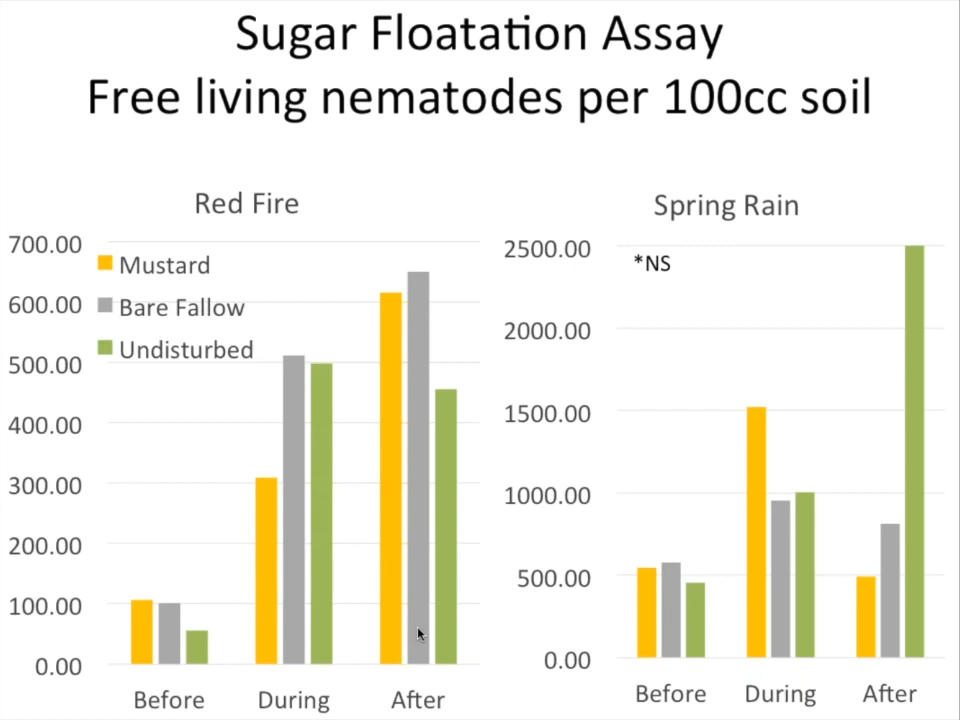 Sugar Floatation Assay
Free living nematodes per 100cc soil
Red Fire
700.00
600.00
500.00
400.00
300.00
200.00
100.00
0.00
Mustard
Bare Fallow
Undisturbed
Before During After
Spring Rain
2500.00
2000.00
1500.00
1000.00
500.00
0.00
*NS
Before During After